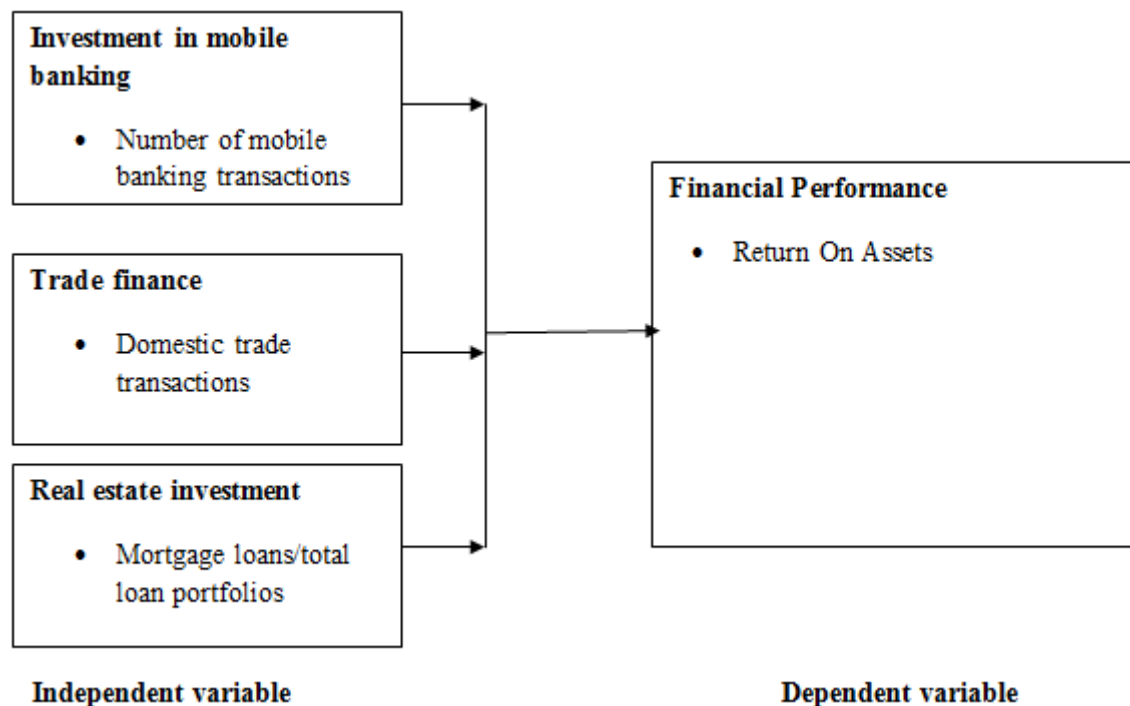 Investment in mobile
banking
• Number of mobile
banking transactions
Trade finance
• Domestic trade
transactions
Real estate investment
• Mortgage loans/total
loan portfolios
Independent variable
Financial Performance
• Return On Assets
Dependent variable